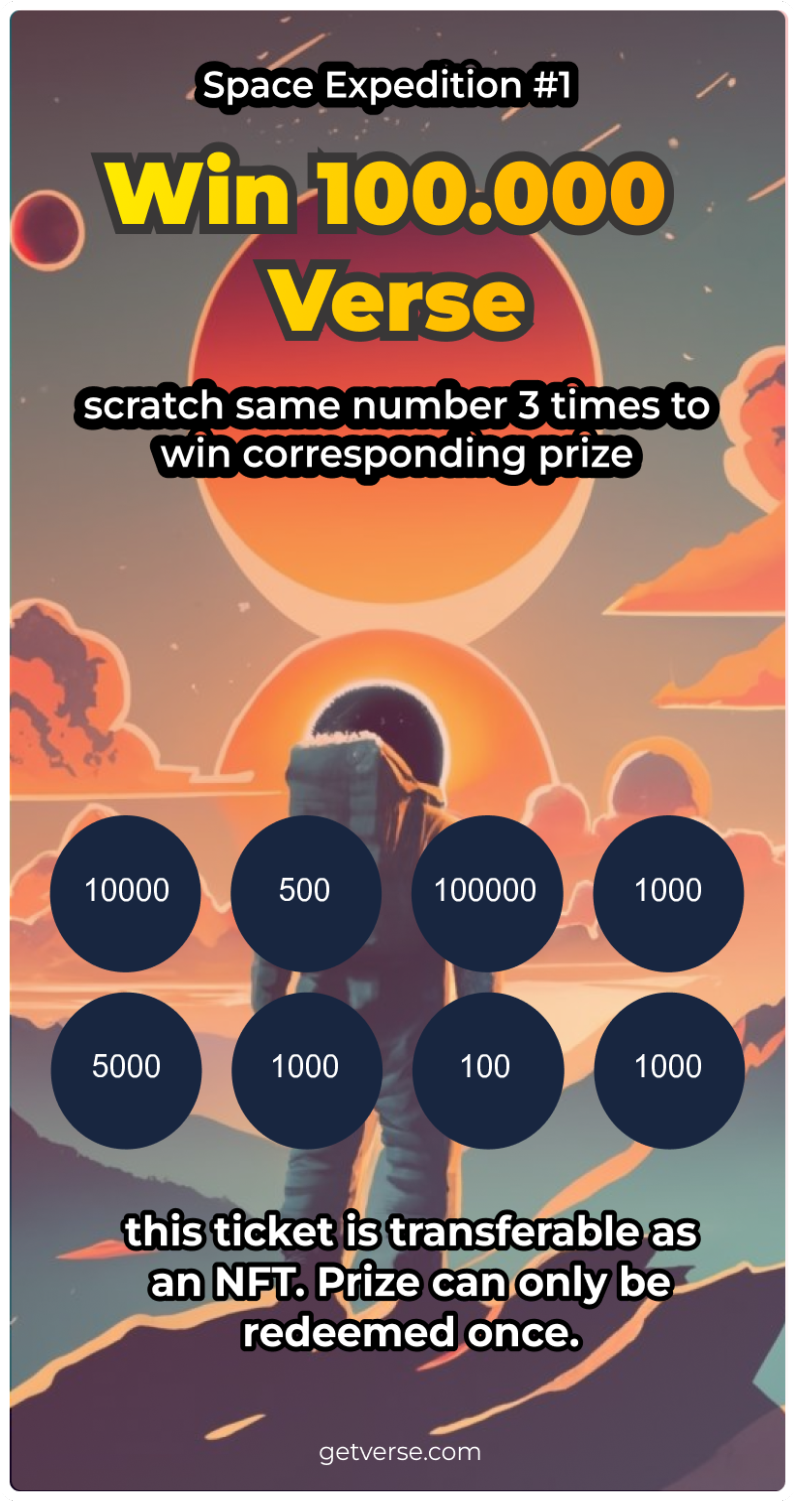 Space Expedition #1
Win 100.000
Verse
scratch same number 3 times to
win corresponding prize
10000 500 100000 1000
5000 1000 100 1000
this ticket is transferable as
an NFT. Prize can only be
redeemed once.
getverse.com